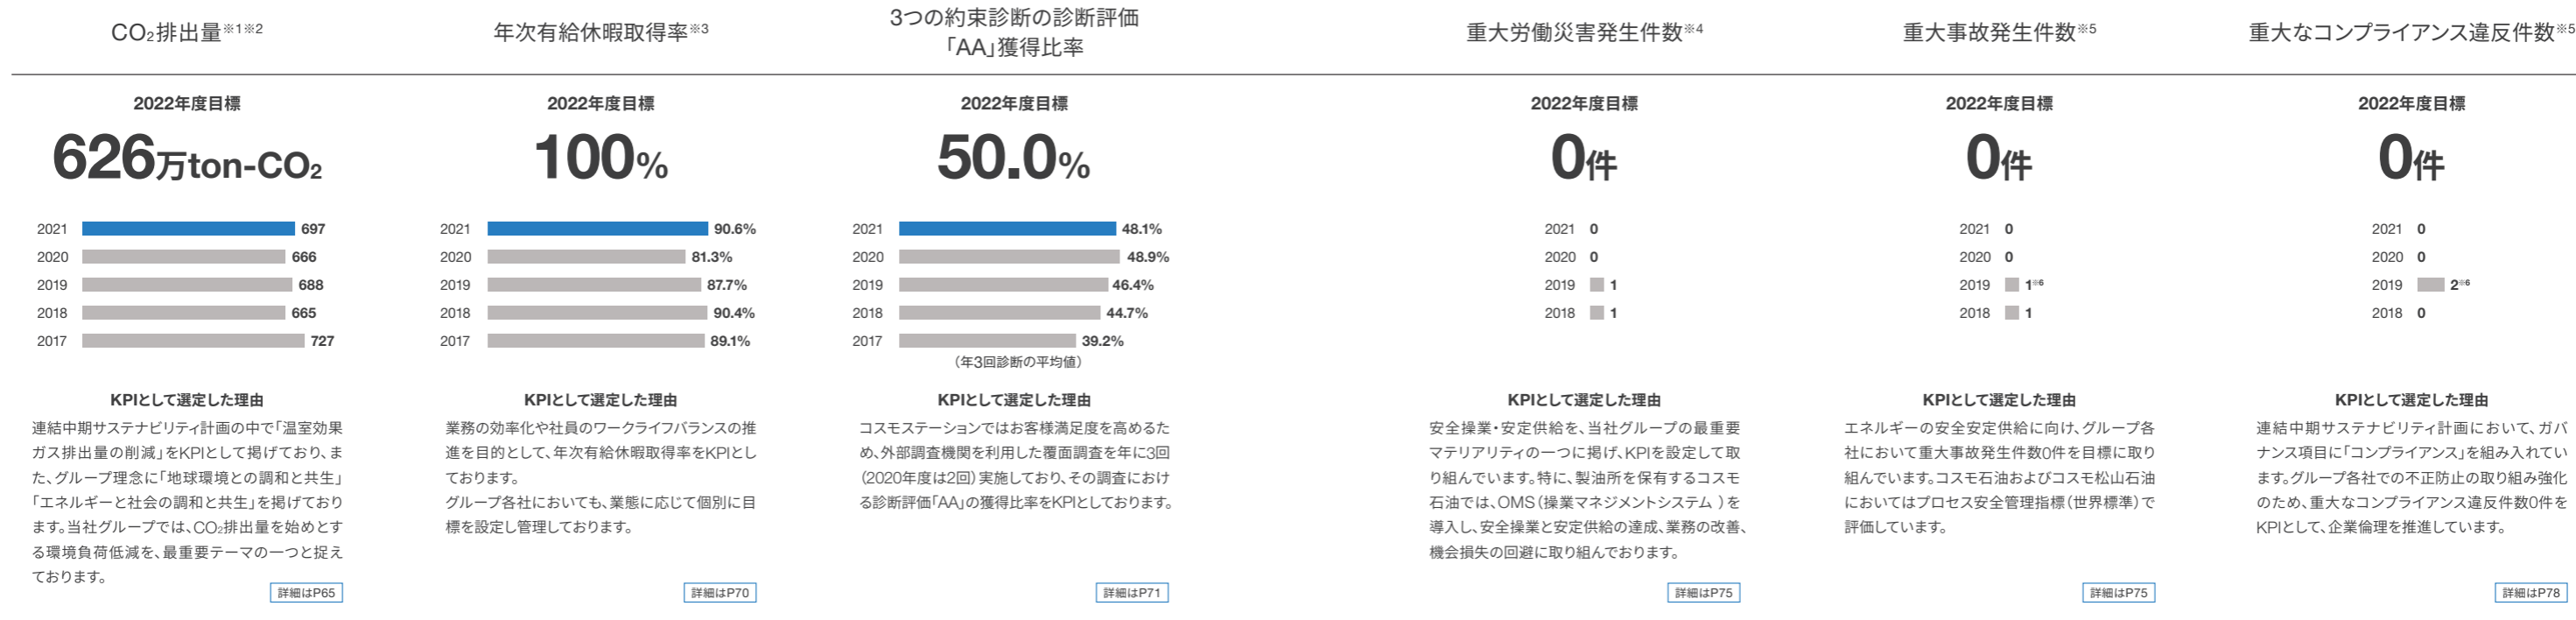 CO₂排出量※1※2
2022年度目標
626万ton-CO₂
2021 697
2020 666
2019 688
2018 665
2017 727
KPIとして選定した理由
連結中期サステナビリティ計画の中で「温室効果
ガス排出量の削減」をKPIとして掲げており、ま
た、グループ理念に「地球環境との調和と共生」
「エネルギーと社会の調和と共生」を掲げており
ます。当社グループでは、CO₂排出量を始めとす
る環境負荷低減を、最重要テーマの一つと捉え
ております。
詳細はP65
年次有給休暇取得率※3
2022年度目標
100%
2021 90.6%
2020 81.3%
2019 87.7%
2018 90.4%
2017 89.1%
KPIとして選定した理由
業務の効率化や社員のワークライフバランスの推
進を目的として、年次有給休暇取得率をKPIとし
ております。
グループ各社においても、業態に応じて個別に目
標を設定し管理しております。
詳細はP70
3つの約束診断の診断評価
「AA」獲得比率
2022年度目標
50.0%
2021 48.1%
2020 48.9%
2019 46.4%
2018 44.7%
2017 39.2%
（年3回診断の平均値）
KPIとして選定した理由
コスモステーションではお客様満足度を高めるた
め、外部調査機関を利用した覆面調査を年に3回
（2020年度は2回）実施しており、その調査におけ
る診断評価「AA」の獲得比率をKPIとしております。
詳細はP71
重大労働災害発生件数※4
2022年度目標
0件
2021 0
2020 0
2019 1
2018 1
KPIとして選定した理由
安全操業・安定供給を、当社グループの最重要
マテリアリティの一つに掲げ、KPIを設定して取
り組んでいます。特に、製油所を保有するコスモ
石油では、OMS（操業マネジメントシステム ）を
導入し、安全操業と安定供給の達成、業務の改善、
機会損失の回避に取り組んでおります。
詳細はP75
重大事故発生件数※5
2022年度目標
0件
2021 0
2020 0
2019 1※6
2018 1
KPIとして選定した理由
エネルギーの安全安定供給に向け、グループ各
社において重大事故発生件数0件を目標に取り
組んでいます。コスモ石油およびコスモ松山石油
においてはプロセス安全管理指標（世界標準）で
評価しています。
詳細はP75
重大なコンプライアンス違反件数※5
2022年度目標
0件
2021 0
2020 0
2019 2※6
2018 0
KPIとして選定した理由
連結中期サステナビリティ計画において、ガバ
ナンス項目に「コンプライアンス」を組み入れてい
ます。グループ各社での不正防止の取り組み強化
のため、重大なコンプライアンス違反件数0件を
KPIとして、企業倫理を推進しています。
詳細はP78